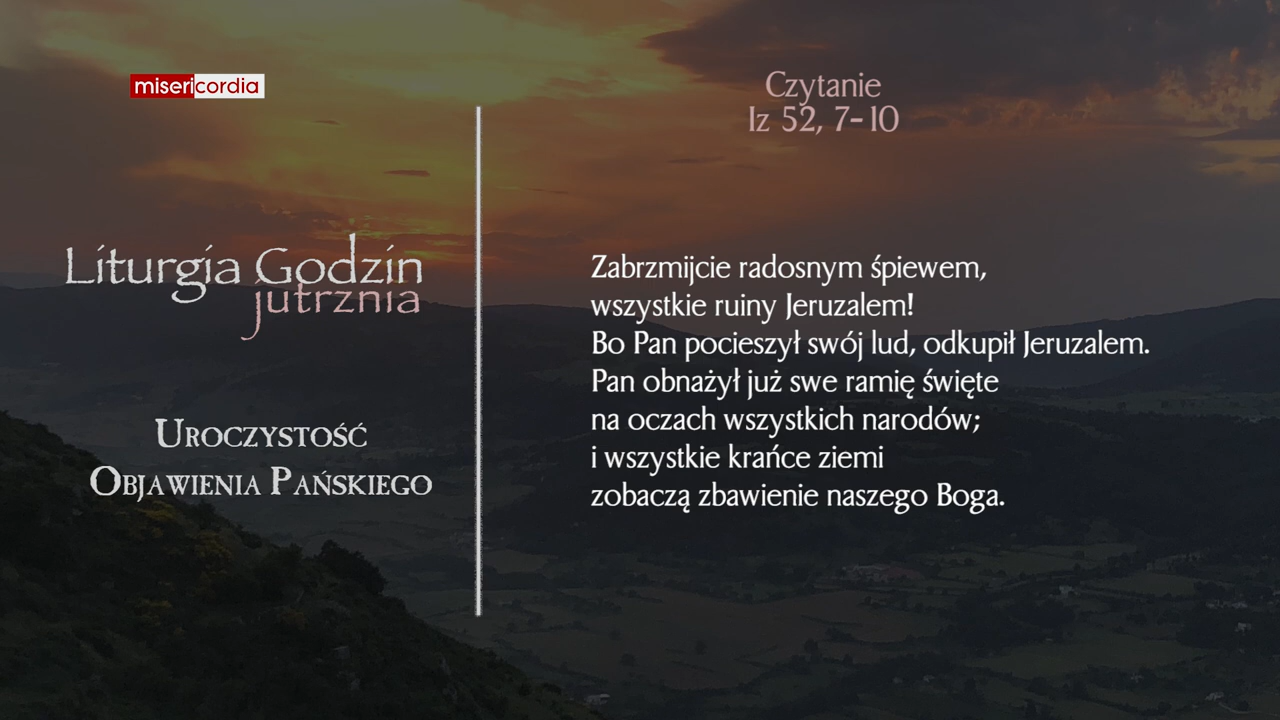 misericordia
Liturgia Godzin
jutrznia
Uroczystość
Objawienia Pańskiego
Czytanie
Iz 52, 7-10
Zabrzmijcie radosnym śpiewem,
wszystkie ruiny Jeruzalem!
Bo Pan pocieszył swój lud, odkupił Jeruzalem.
Pan obnażył już swe ramię święte
na oczach wszystkich narodów;
i wszystkie krańce ziemi
zobaczą zbawienie naszego Boga.